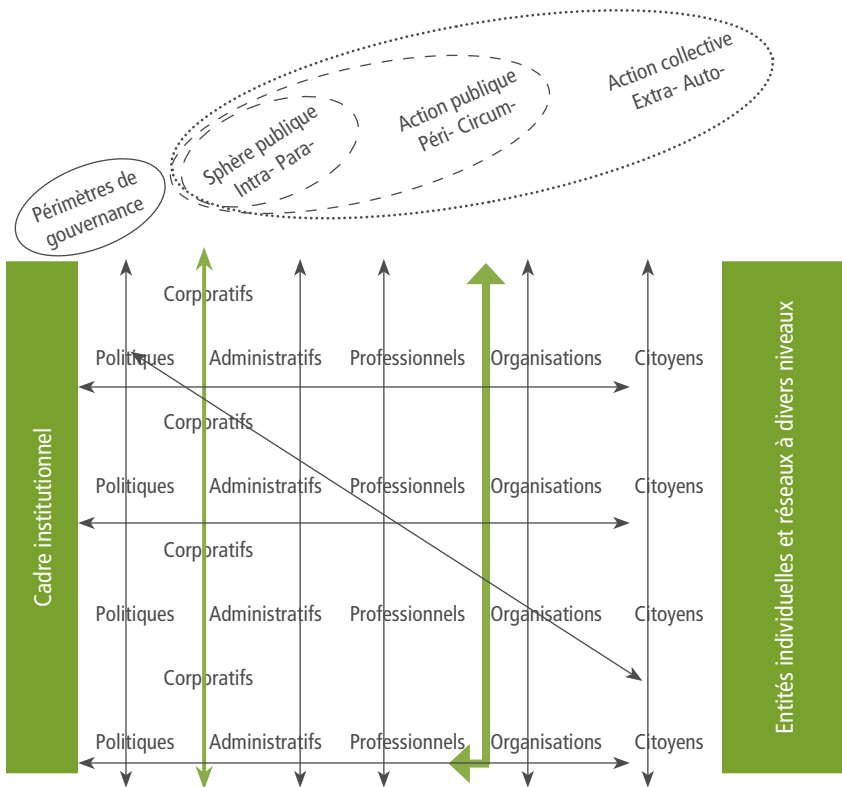 Action collective
Extra- Auto-
Action publique
Péri- Circum-
Sphère publique
Intra- Para-
Périmètres de
gouvernance
Cadre institutionnel
Corporatifs
Politiques Administratifs Professionnels Organisations Citoyens
Corporatifs
Politiques Administratifs Professionnels Organisations Citoyens
Corporatifs
Politiques Administratifs Professionnels Organisations Citoyens
Corporatifs
Politiques Administratifs Professionnels Organisations Citoyens
Entités individuelles et réseaux à divers niveaux